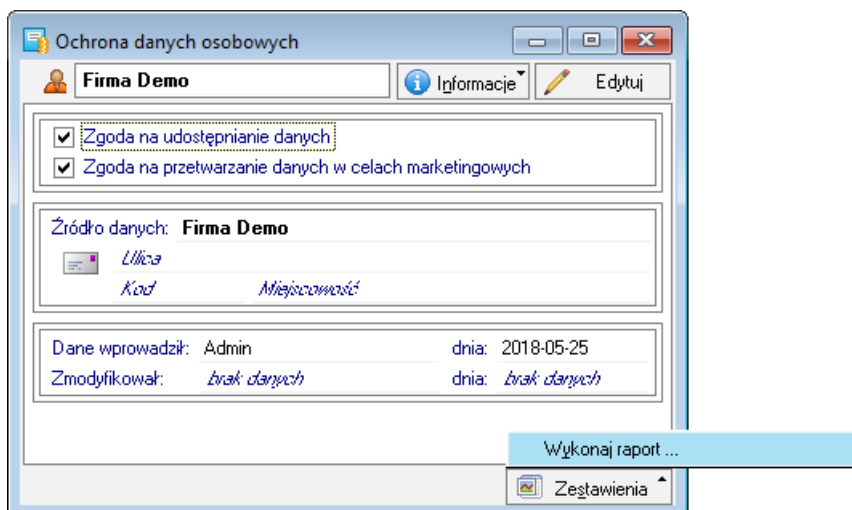 Ochrona danych osobowych
Firma Demo Informacje Edytuj
Zgoda na udostępnianie danych
Zgoda na przetwarzanie danych w celach marketingowych
Źródło danych: Firma Demo
Ulica
Kod Miejscowość
Dane wprowadził: Admin dnia: 2018-05-25
Zmodyfikował: brak danych dnia: brak danych
Wykonaj raport ...
Zestawienia